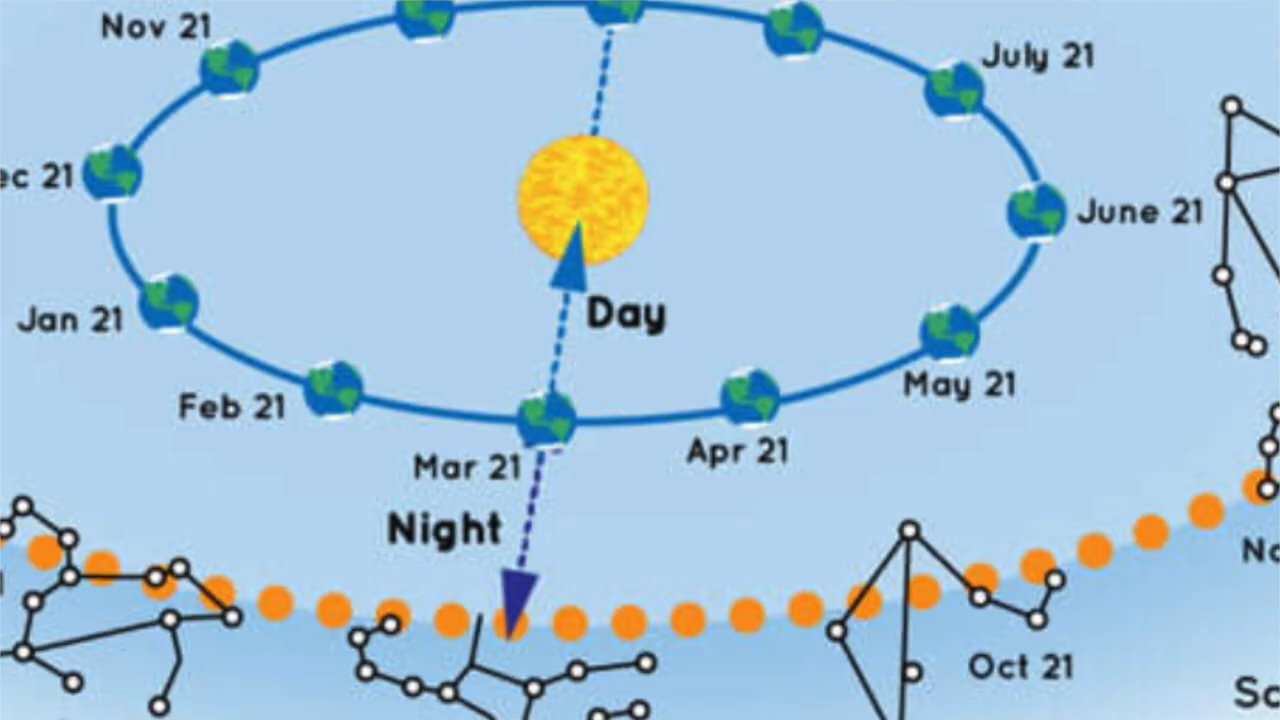 Nov 21
July 21
ec 21
June 21
Day
Jan 21
May 21
Feb 21
Apr 21
Mar 21
Night
Oct 21